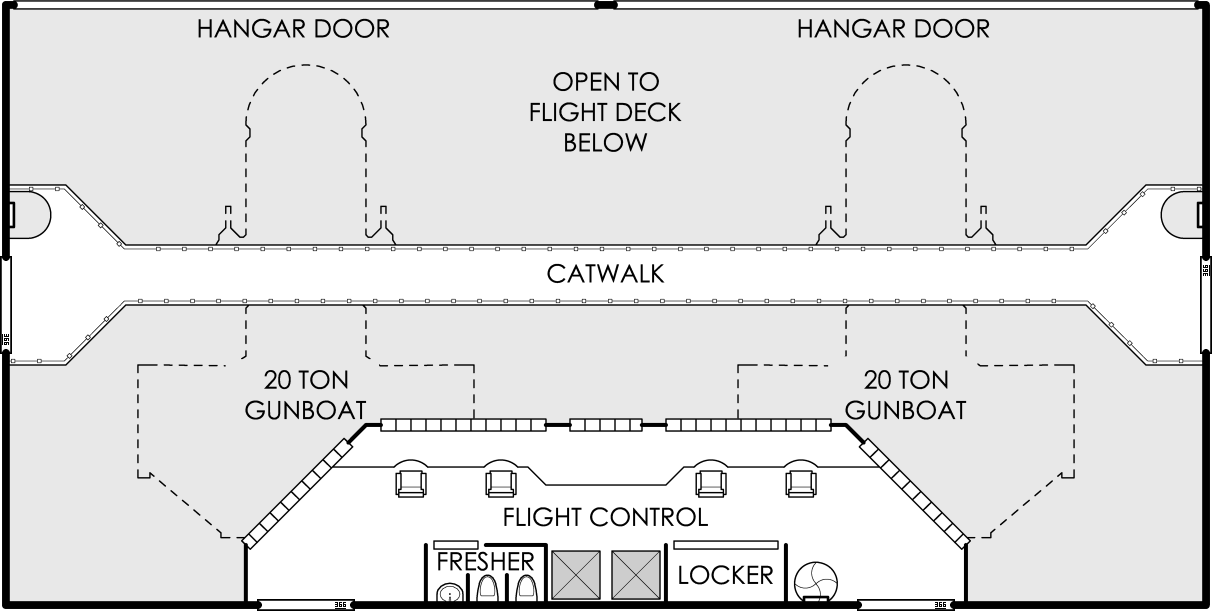 HANGAR DOOR
HANGAR DOOR
OPEN TO
FLIGHT DECK
BELOW
CATWALK
20 TON
GUNBOAT
20 TON
GUNBOAT
FLIGHT CONTROL
FRESHER
LOCKER